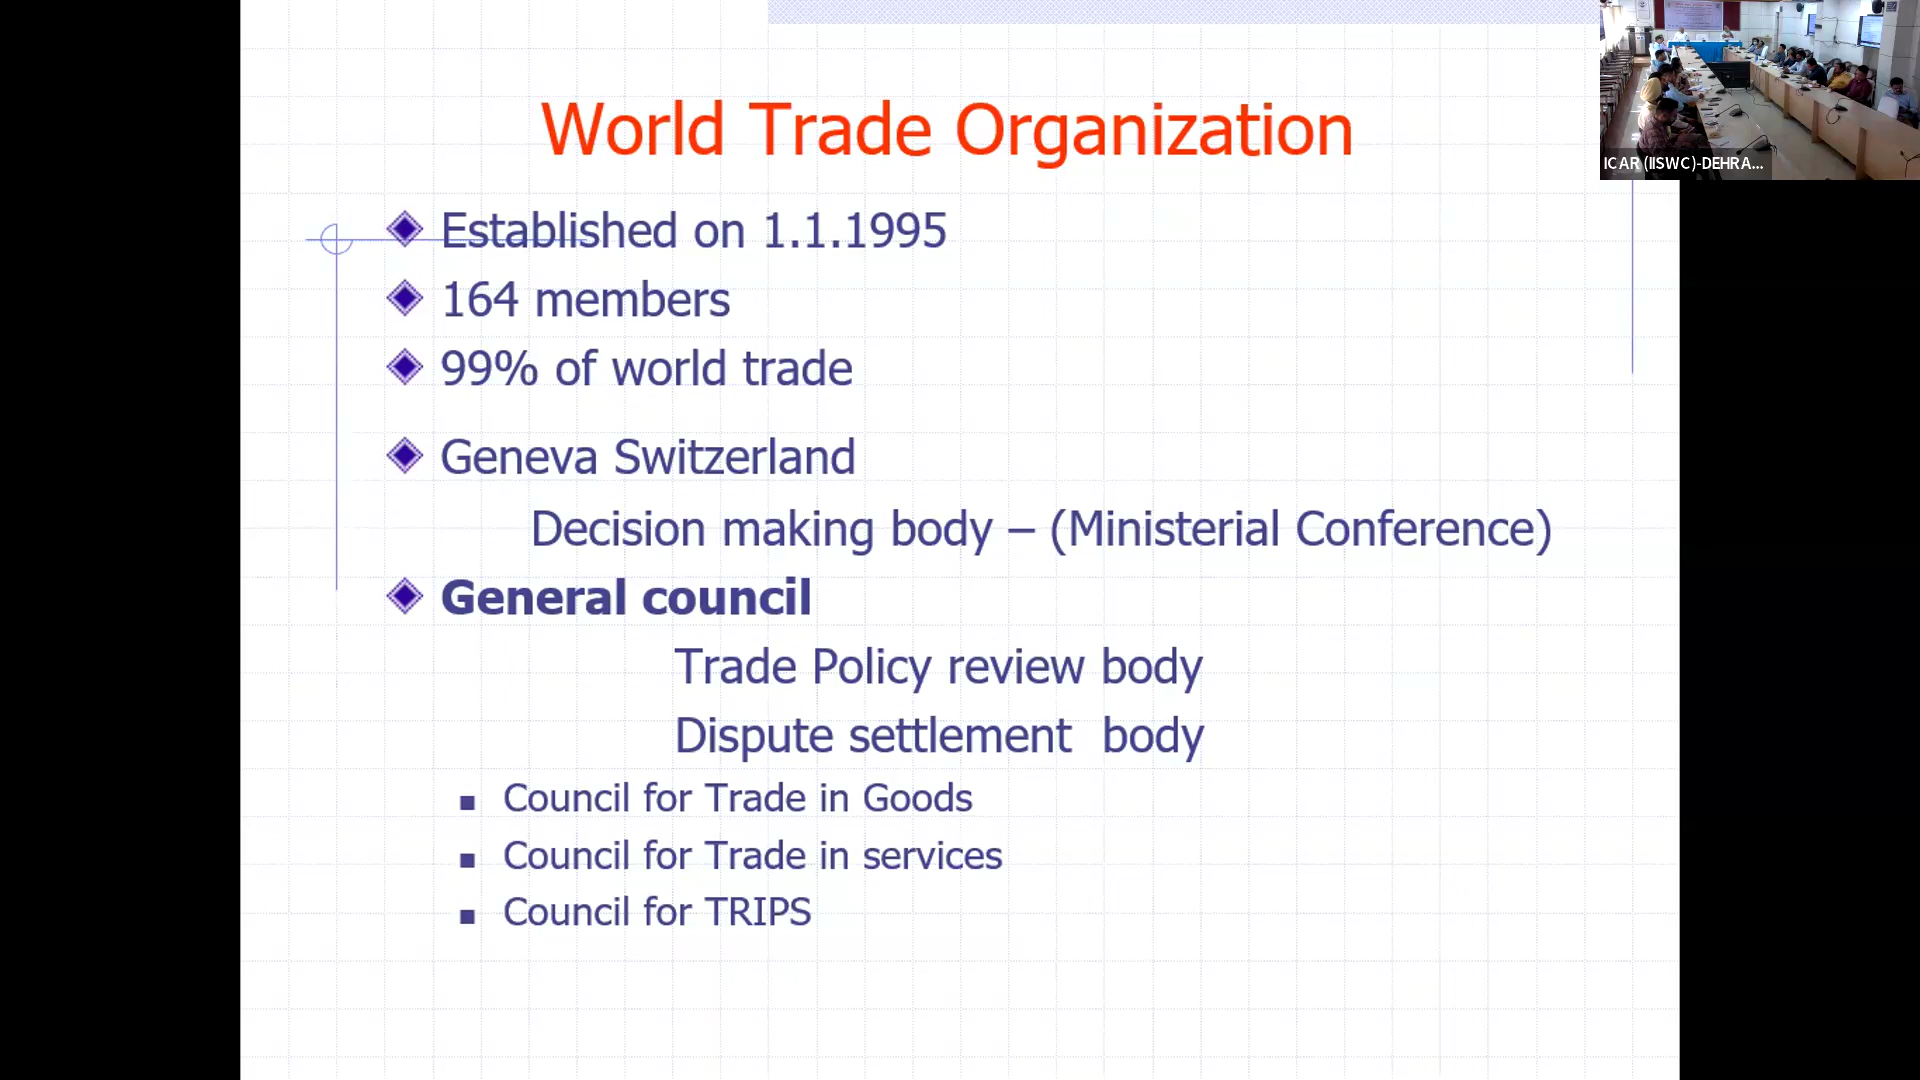 World Trade Organization
ICAR (IISWC)-DEHRA...
Established on 1.1.1995
164 members
99% of world trade
Geneva Switzerland
Decision making body – (Ministerial Conference)
General council
Trade Policy review body
Dispute settlement body
Council for Trade in Goods
Council for Trade in services
Council for TRIPS